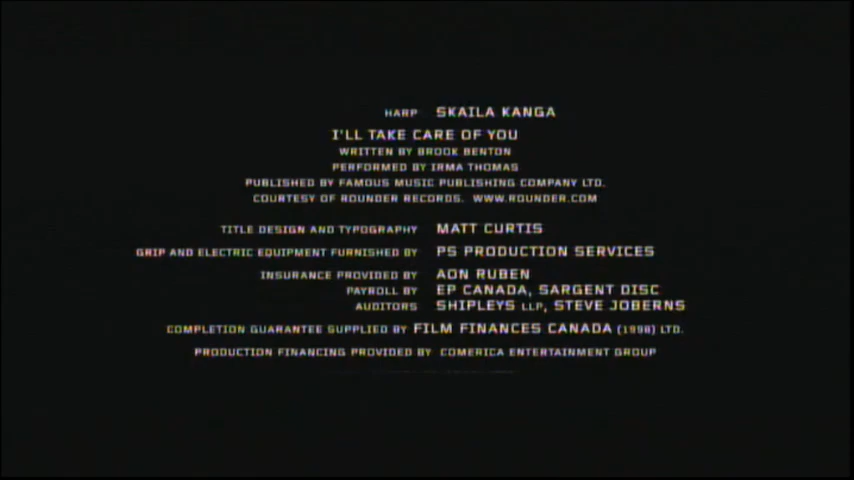 HARP SKAILA KANGA
I'LL TAKE CARE OF YOU
WRITTEN BY BROOK BENTON
PERFORMED BY IRMA THOMAS
PUBLISHED BY FAMOUS MUSIC PUBLISHING COMPANY LTD.
COURTESY OF ROUNDER RECORDS. WWW.ROUNDER.COM
TITLE DESIGN AND TYPOGRAPHY MATT CURTIS
GRIP AND ELECTRIC EQUIPMENT FURNISHED BY PS PRODUCTION SERVICES
INSURANCE PROVIDED BY AON RUBEN
PAYROLL BY EP CANADA, SARGENT DISC
AUDITORS SHIPLEYS LLP, STEVE JOBERNS
COMPLETION GUARANTEE SUPPLIED BY FILM FINANCES CANADA (1998) LTD.
PRODUCTION FINANCING PROVIDED BY COMERICA ENTERTAINMENT GROUP